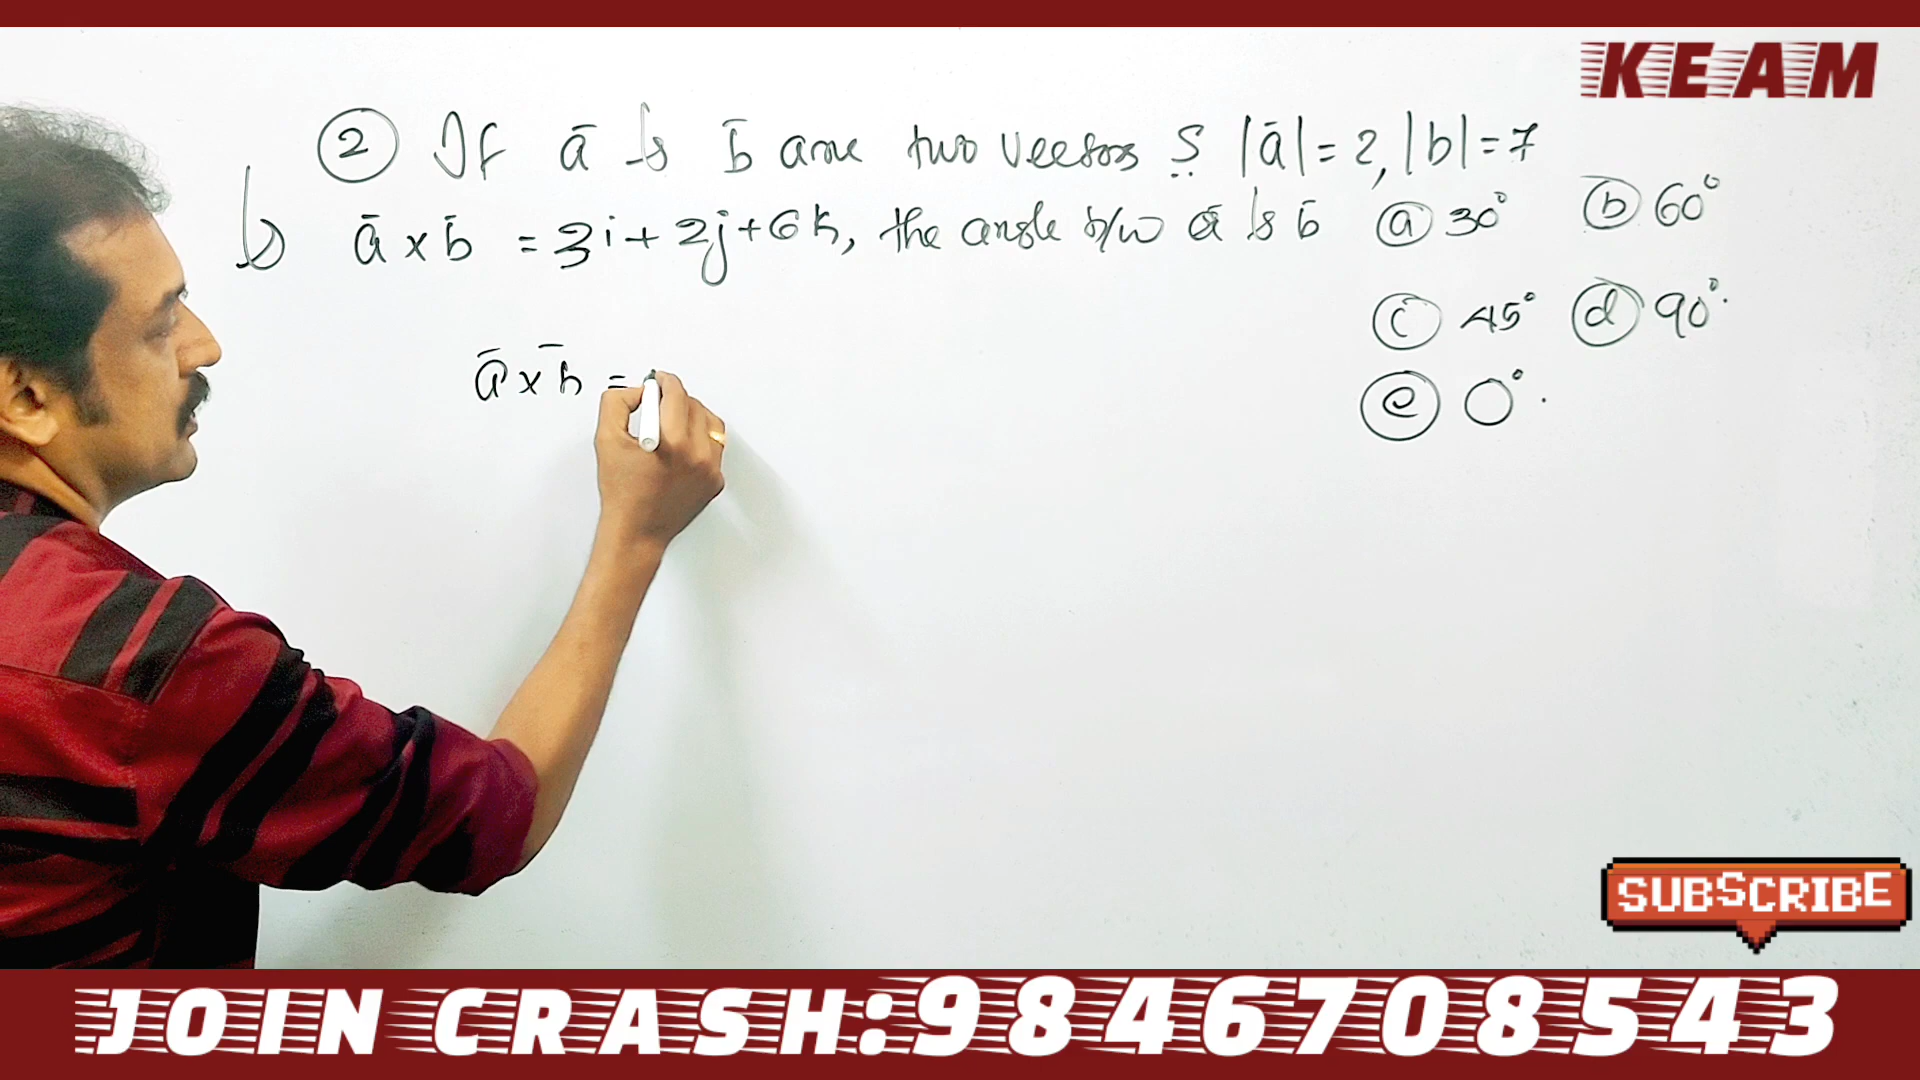 KEAM
② If ā & b̄ are two vectors S |ā| = 2, |b| = 7
& ā × b̄ = 3i + 2j + 6k, the angle b/w ā & b̄
ⓐ 30° ⓑ 60°
ⓒ 45° ⓓ 90°.
ⓔ 0°.
ā × b̄ =
SUBSCRIBE
JOIN CRASH:9846708543